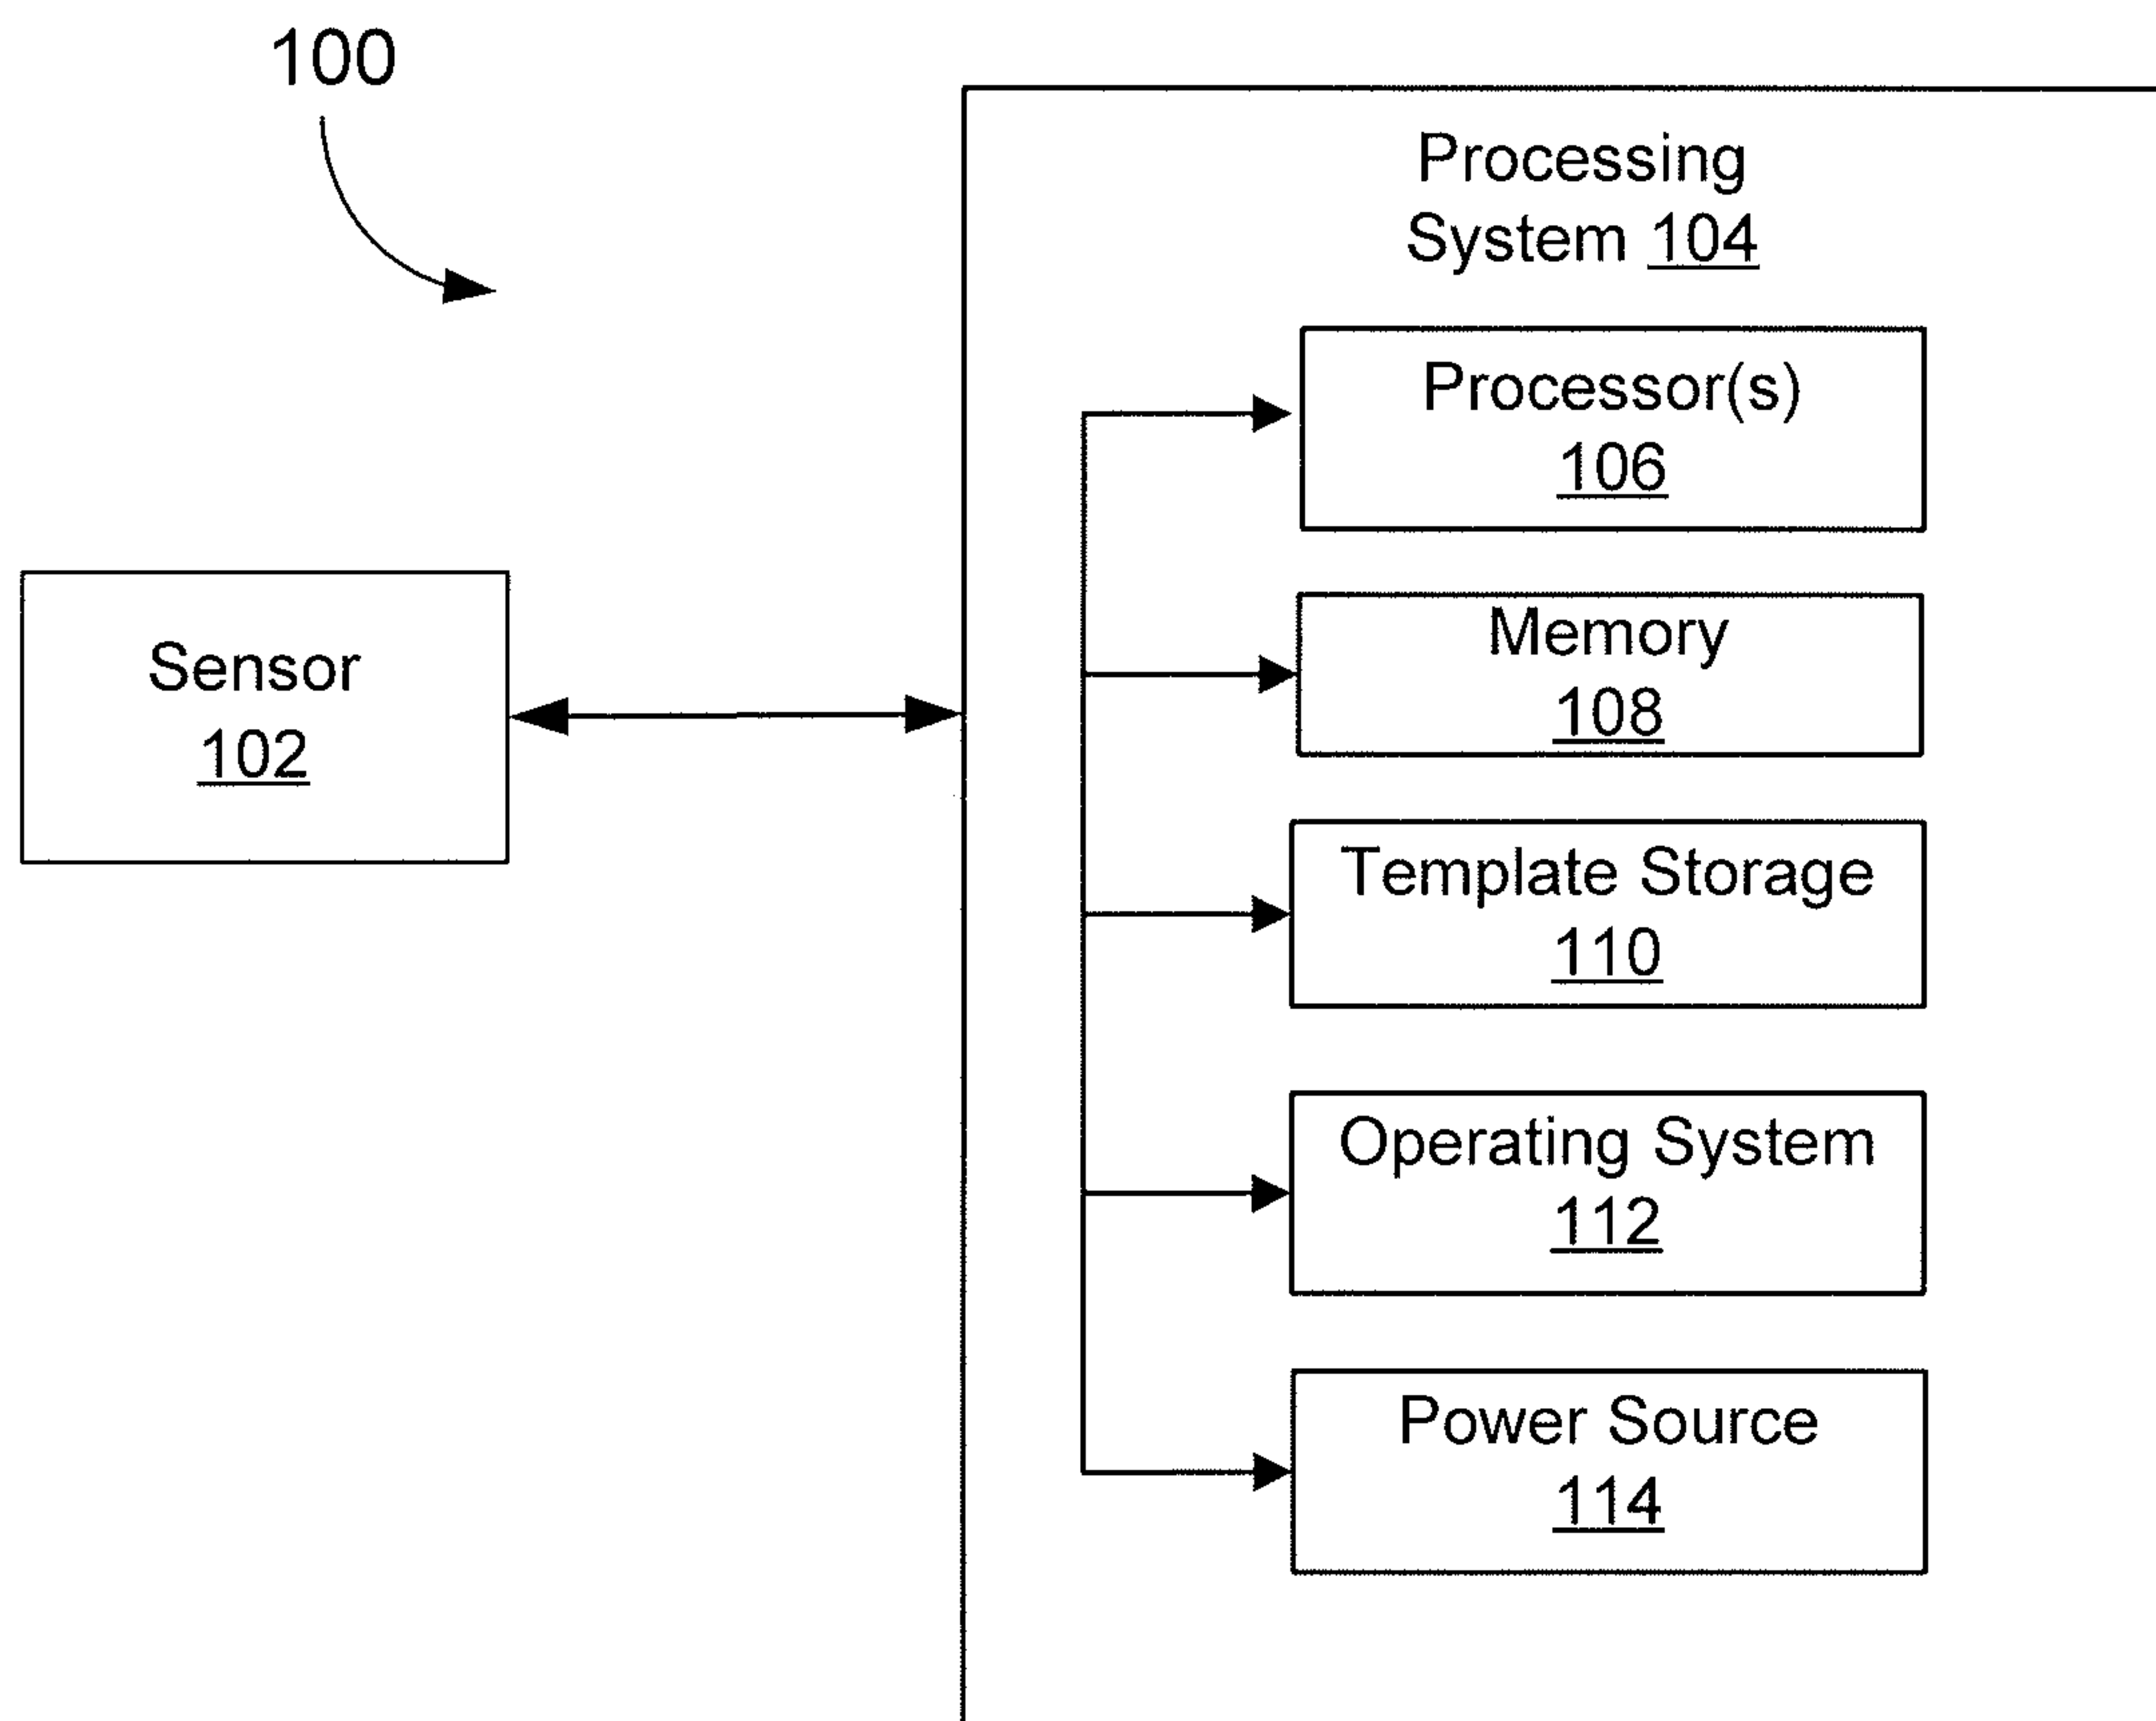 100
Processing
System 104
Processor(s)
106
Memory
108
Sensor
102
Template Storage
110
Operating System
112
Power Source
114